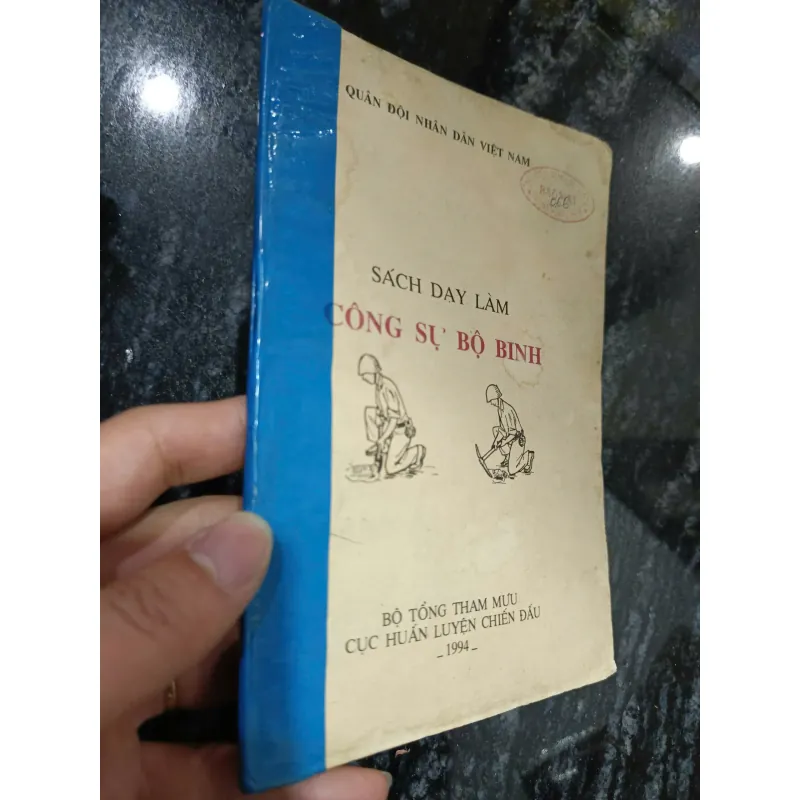 QUÂN ĐỘI NHÂN DÂN VIỆT NAM
SÁCH DẠY LÀM
CÔNG SỰ BỘ BINH
BỘ TỔNG THAM MƯU
CỤC HUẤN LUYỆN CHIẾN ĐẤU
_ 1994 _